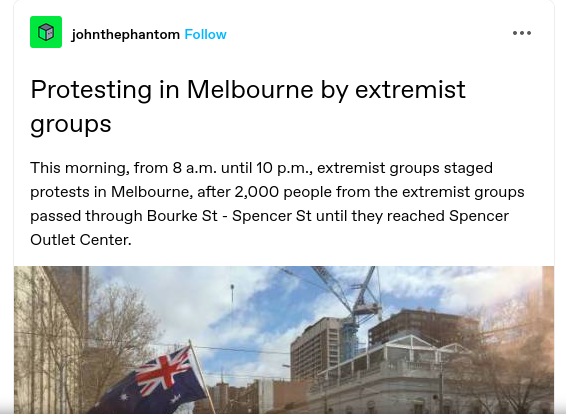 johnthephantom Follow
Protesting in Melbourne by extremist
groups
This morning, from 8 a.m. until 10 p.m., extremist groups staged
protests in Melbourne, after 2,000 people from the extremist groups
passed through Bourke St - Spencer St until they reached Spencer
Outlet Center.